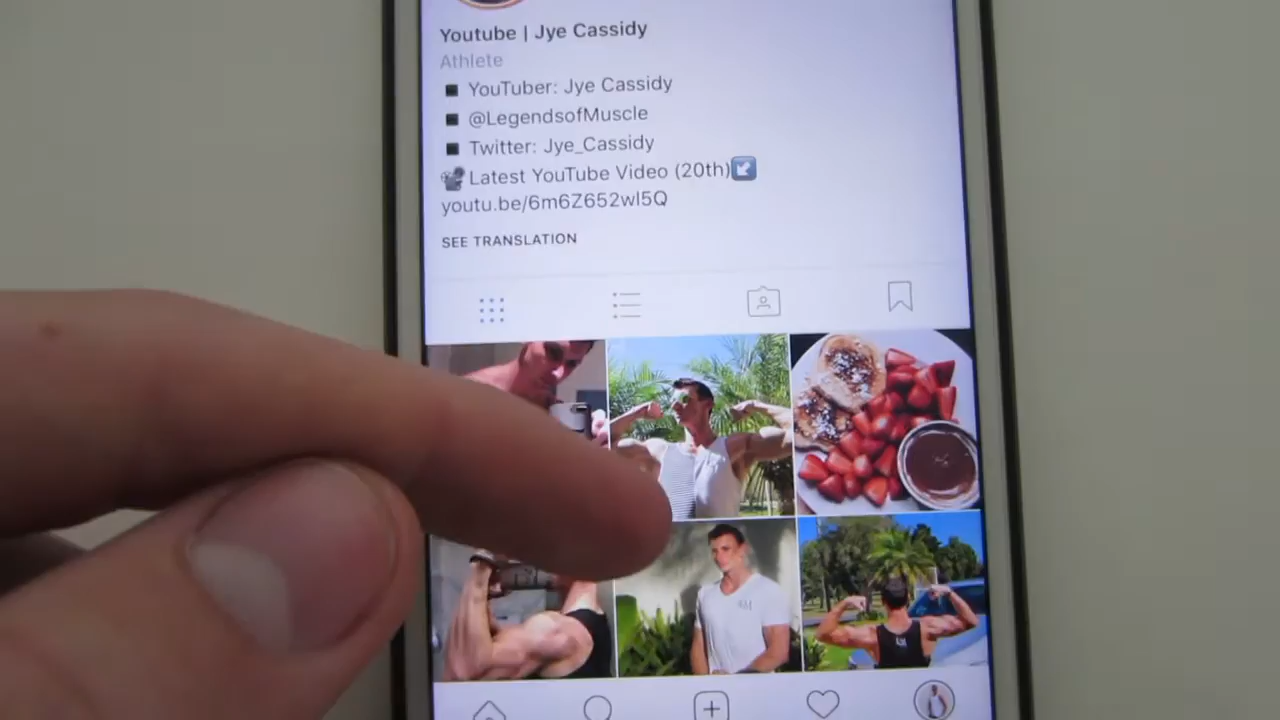 Youtube | Jye Cassidy
Athlete
YouTuber: Jye Cassidy
@LegendsofMuscle
Twitter: Jye_Cassidy
Latest YouTube Video (20th)
youtu.be/6m6Z652wl5Q
SEE TRANSLATION